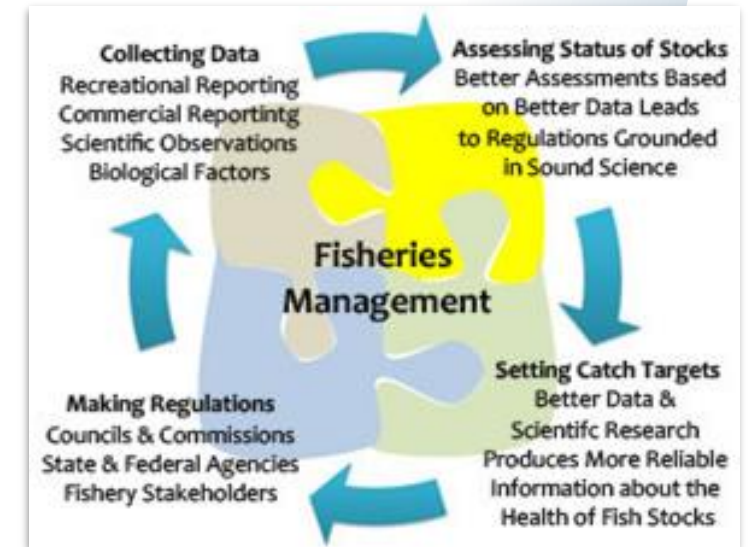 Collecting Data
Recreational Reporting
Commercial Reportintg
Scientific Observations
Biological Factors
Assessing Status of Stocks
Better Assessments Based
on Better Data Leads
to Regulations Grounded
in Sound Science
Fisheries
Management
Setting Catch Targets
Better Data &
Scientifc Research
Produces More Reliable
Information about the
Health of Fish Stocks
Making Regulations
Councils & Commissions
State & Federal Agencies
Fishery Stakeholders